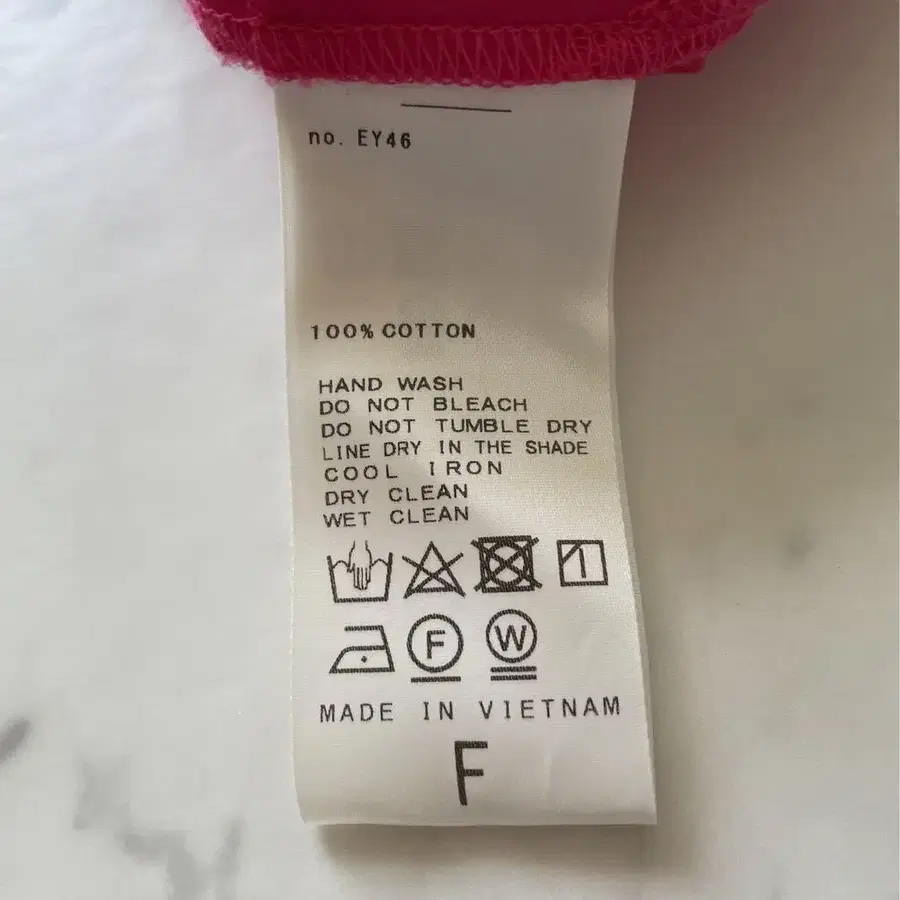 no. EY46
100% COTTON
HAND WASH
DO NOT BLEACH
DO NOT TUMBLE DRY
LINE DRY IN THE SHADE
COOL IRON
DRY CLEAN
WET CLEAN
F W
MADE IN VIETNAM
F